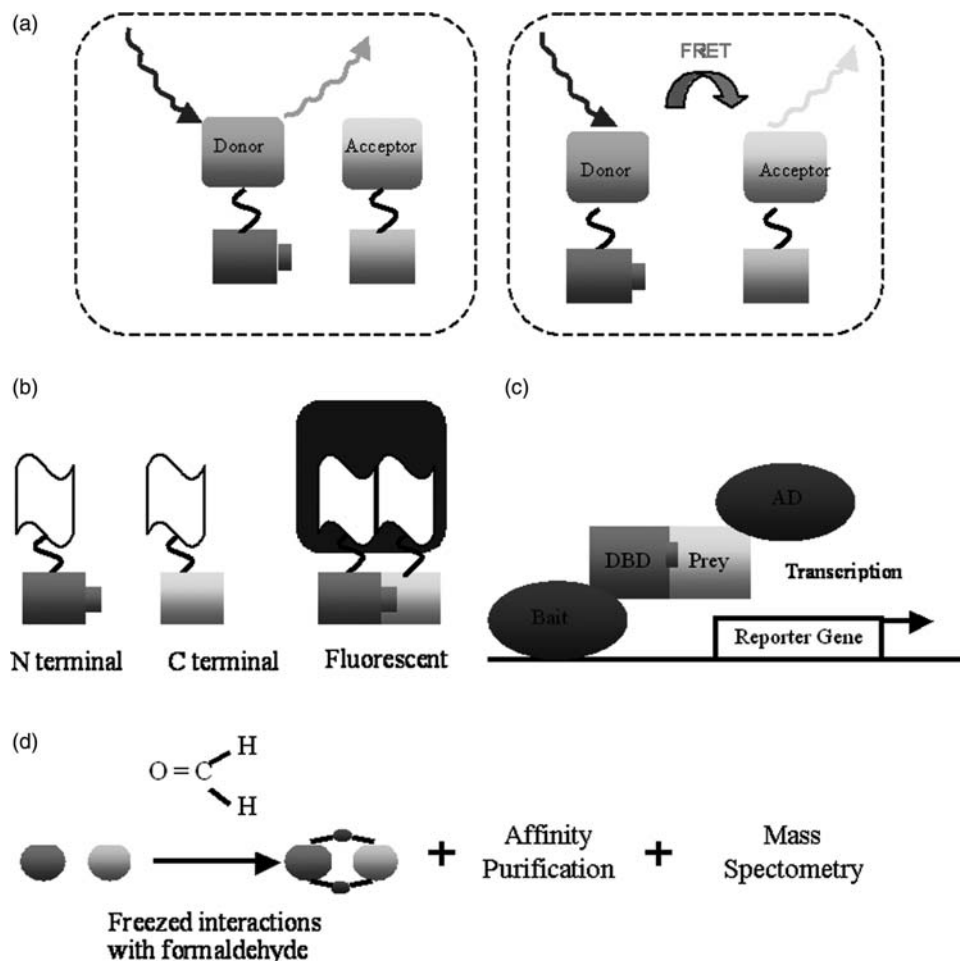 (a)
FRET
Donor
Acceptor
Donor
Acceptor
(b)
(c)
AD
DBD
Prey
Transcription
Bait
Reporter Gene
N terminal
C terminal
Fluorescent
(d)
H
O = C
H
Affinity
Purification
+
+
Mass
Spectometry
Freezed interactions
with formaldehyde